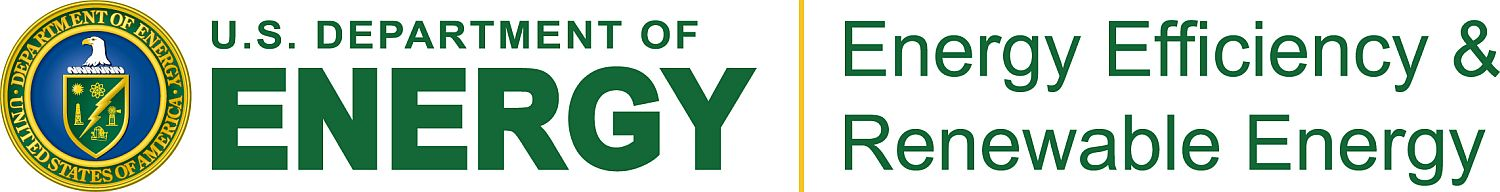 DEPARTMENT OF ENERGY
UNITED STATES OF AMERICA
U.S. DEPARTMENT OF
ENERGY
Energy Efficiency &
Renewable Energy